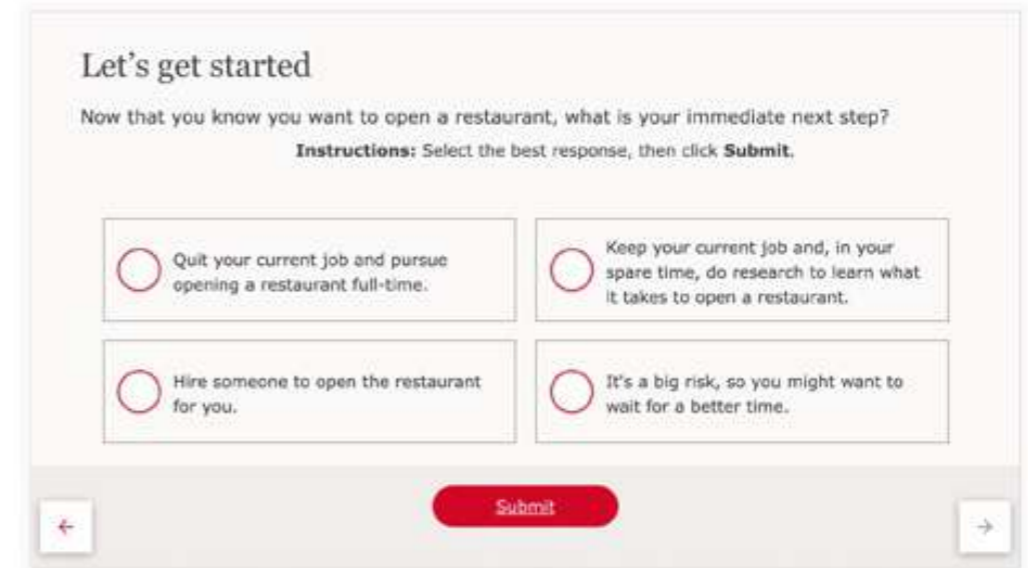 Let's get started
Now that you know you want to open a restaurant, what is your immediate next step?
Instructions: Select the best response, then click Submit.
Quit your current job and pursue
opening a restaurant full-time.
Keep your current job and, in your
spare time, do research to learn what
it takes to open a restaurant.
Hire someone to open the restaurant
for you.
It's a big risk, so you might want to
wait for a better time.
Submit